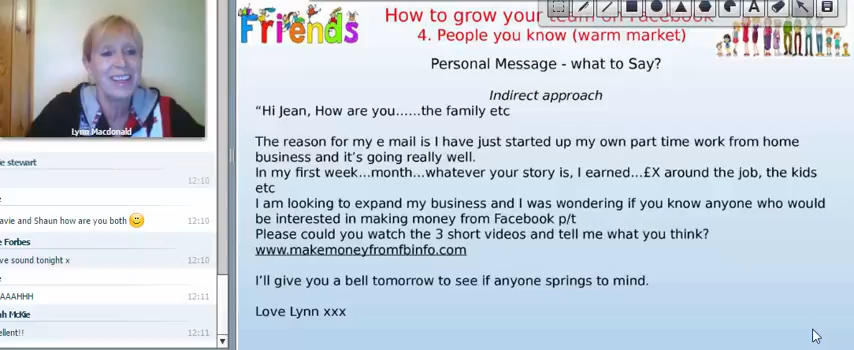 Lynn Macdonald
e stewart
12:10
avie and Shaun how are you both
12:10
e Forbes
ve sound tonight x
12:10
AAAHHH
12:11
ah McKie
ellent!!
12:11
Friends
How to grow your team on Facebook
4. People you know (warm market)
Personal Message - what to Say?
Indirect approach
“Hi Jean, How are you......the family etc
The reason for my e mail is I have just started up my own part time work from home
business and it’s going really well.
In my first week...month...whatever your story is, I earned...£X around the job, the kids
etc
I am looking to expand my business and I was wondering if you know anyone who would
be interested in making money from Facebook p/t
Please could you watch the 3 short videos and tell me what you think?
www.makemoneyfromfbinfo.com
I’ll give you a bell tomorrow to see if anyone springs to mind.
Love Lynn xxx